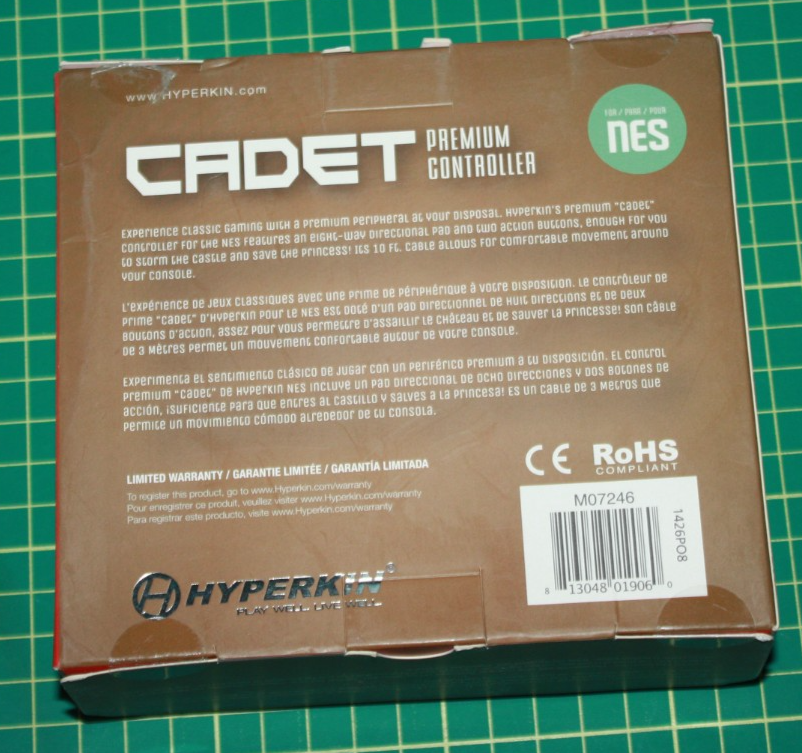 www.HYPERKIN.com
FOR / PARA / POUR
NES
CADET PREMIUM CONTROLLER
EXPERIENCE CLASSIC GAMING WITH A PREMIUM PERIPHERAL AT YOUR DISPOSAL. HYPERKIN'S PREMIUM "CADET"
CONTROLLER FOR THE NES FEATURES AN EIGHT-WAY DIRECTIONAL PAD AND TWO ACTION BUTTONS, ENOUGH FOR YOU
TO STORM THE CASTLE AND SAVE THE PRINCESS! ITS 10 FT. CABLE ALLOWS FOR COMFORTABLE MOVEMENT AROUND
YOUR CONSOLE.
L'EXPÉRIENCE DE JEUX CLASSIQUES AVEC UNE PRIME DE PÉRIPHÉRIQUE À VOTRE DISPOSITION. LE CONTRÔLEUR DE
PRIME "CADET" D'HYPERKIN POUR LE NES EST DOTÉ D'UN PAD DIRECTIONNEL DE HUIT DIRECTIONS ET DE DEUX
BOUTONS D'ACTION, ASSEZ POUR VOUS PERMETTRE D'ASSAILLIR LE CHÂTEAU ET DE SAUVER LA PRINCESSE! SON CÂBLE
DE 3 MÈTRES PERMET UN MOUVEMENT CONFORTABLE AUTOUR DE VOTRE CONSOLE.
EXPERIMENTA EL SENTIMIENTO CLÁSICO DE JUGAR CON UN PERIFÉRICO PREMIUM A TU DISPOSICIÓN. EL CONTROL
PREMIUM "CADET" DE HYPERKIN NES INCLUYE UN PAD DIRECCIONAL DE OCHO DIRECCIONES Y DOS BOTONES DE
ACCIÓN, ¡SUFICIENTE PARA QUE ENTRES AL CASTILLO Y SALVES A LA PRINCESA! ES UN CABLE DE 3 METROS QUE
PERMITE UN MOVIMIENTO CÓMODO ALREDEDOR DE TU CONSOLA.
LIMITED WARRANTY / GARANTIE LIMITÉE / GARANTÍA LIMITADA
To register this product, go to www.Hyperkin.com/warranty
Pour enregistrer ce produit, veuillez visiter www.Hyperkin.com/warranty
Para registrar este producto, visite www.Hyperkin.com/warranty
CE RoHS
COMPLIANT
M07246
1426PO8
8 13048 01906 0
HYPERKIN
PLAY WELL. LIVE WELL.